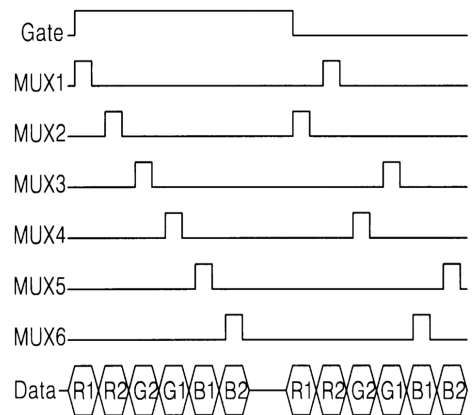 Gate
MUX1
MUX2
MUX3
MUX4
MUX5
MUX6
Data R1 R2 G2 G1 B1 B2 R1 R2 G2 G1 B1 B2